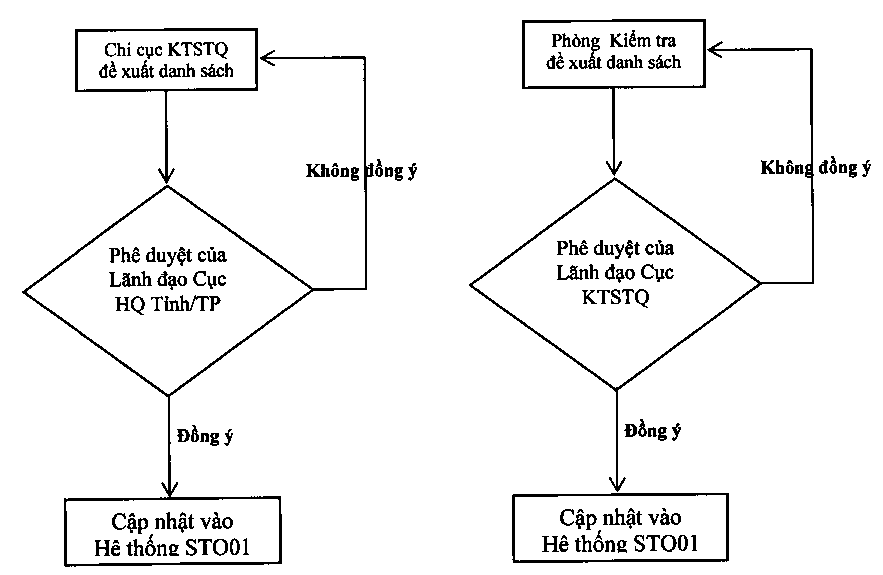 Chi cục KTSTQ
đề xuất danh sách
Không đồng ý
Phê duyệt của
Lãnh đạo Cục
HQ Tỉnh/TP
Đồng ý
Cập nhật vào
Hệ thống STQ01
Phòng Kiểm tra
đề xuất danh sách
Không đồng ý
Phê duyệt của
Lãnh đạo Cục
KTSTQ
Đồng ý
Cập nhật vào
Hệ thống STQ01